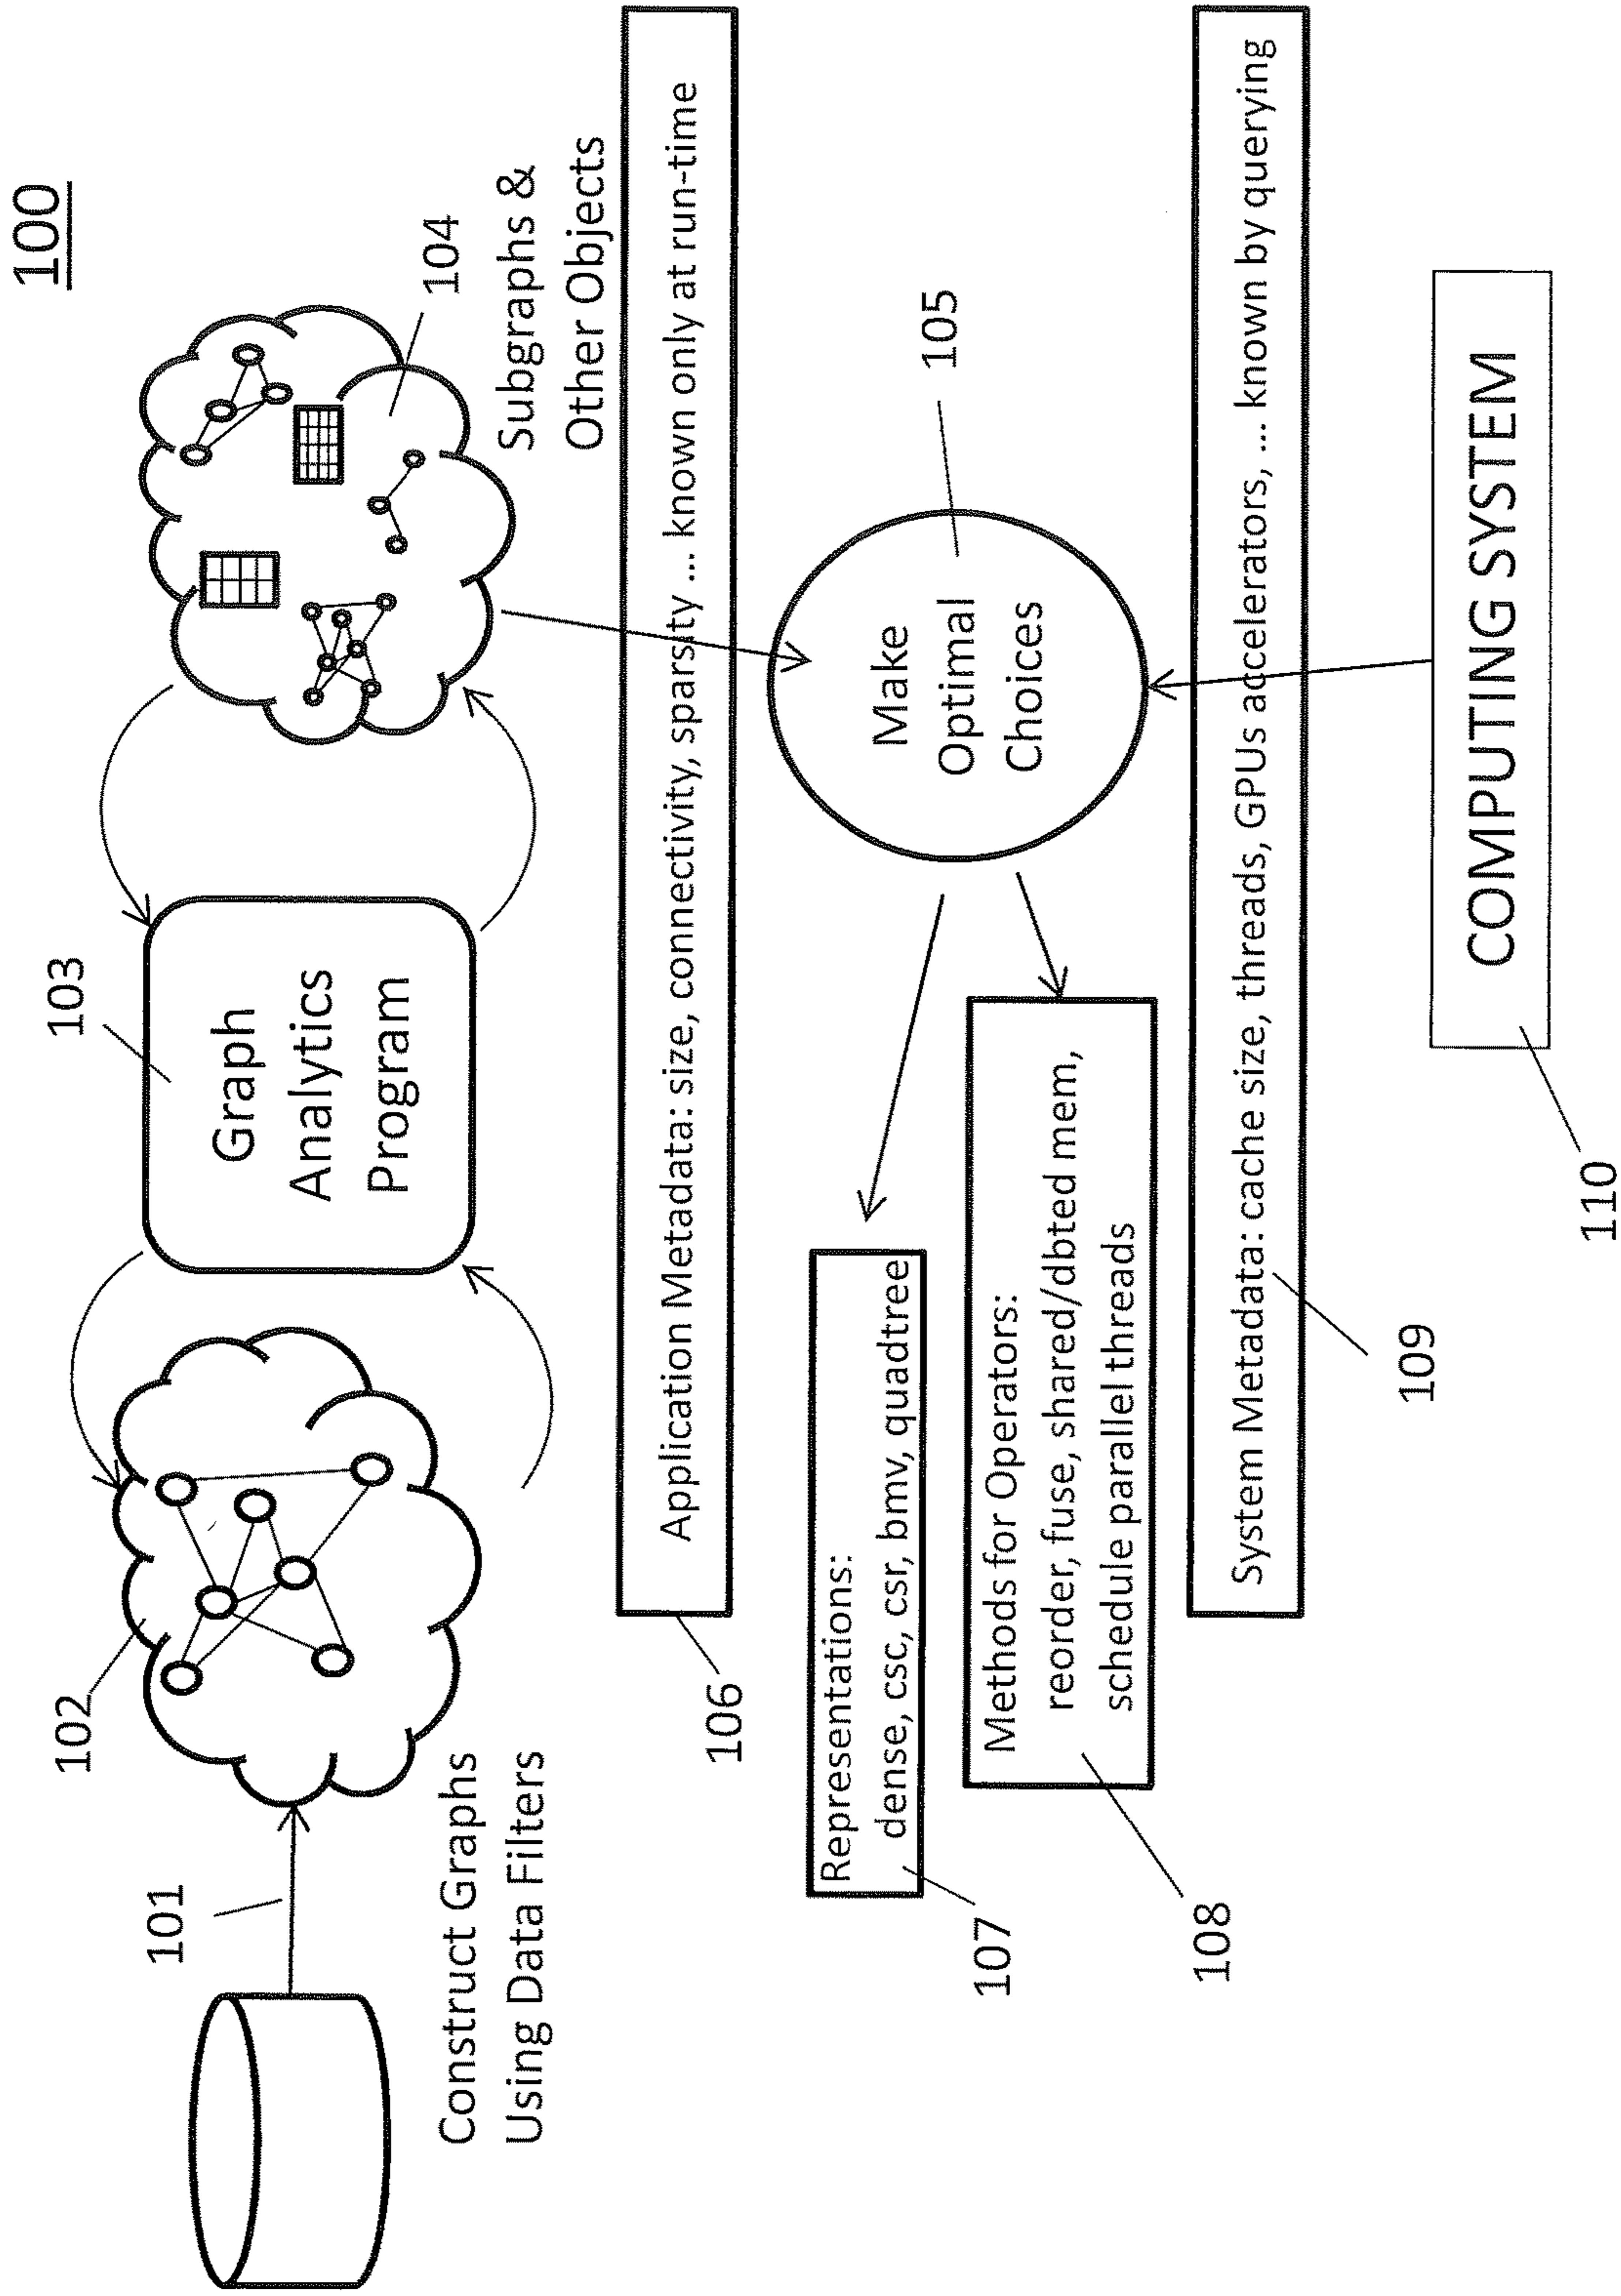 100
101
Construct Graphs
Using Data Filters
102
103
Graph
Analytics
Program
104
Subgraphs &
Other Objects
106
Application Metadata: size, connectivity, sparsity ... known only at run-time
105
Make
Optimal
Choices
107
Representations:
dense, csc, csr, bmv, quadtree
108
Methods for Operators:
reorder, fuse, shared/dbted mem,
schedule parallel threads
System Metadata: cache size, threads, GPUs accelerators, ... known by querying
109
COMPUTING SYSTEM
110